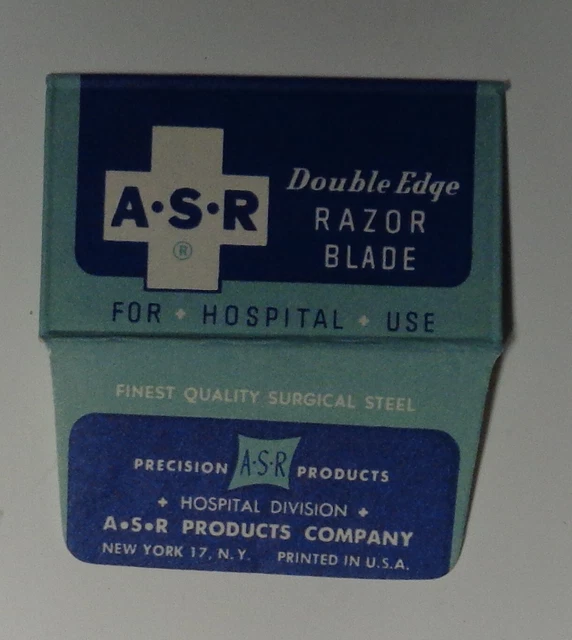 A·S·R
®
Double Edge
RAZOR
BLADE
FOR + HOSPITAL + USE
FINEST QUALITY SURGICAL STEEL
PRECISION A·S·R PRODUCTS
+ HOSPITAL DIVISION +
A•S•R PRODUCTS COMPANY
NEW YORK 17, N.Y. PRINTED IN U.S.A.